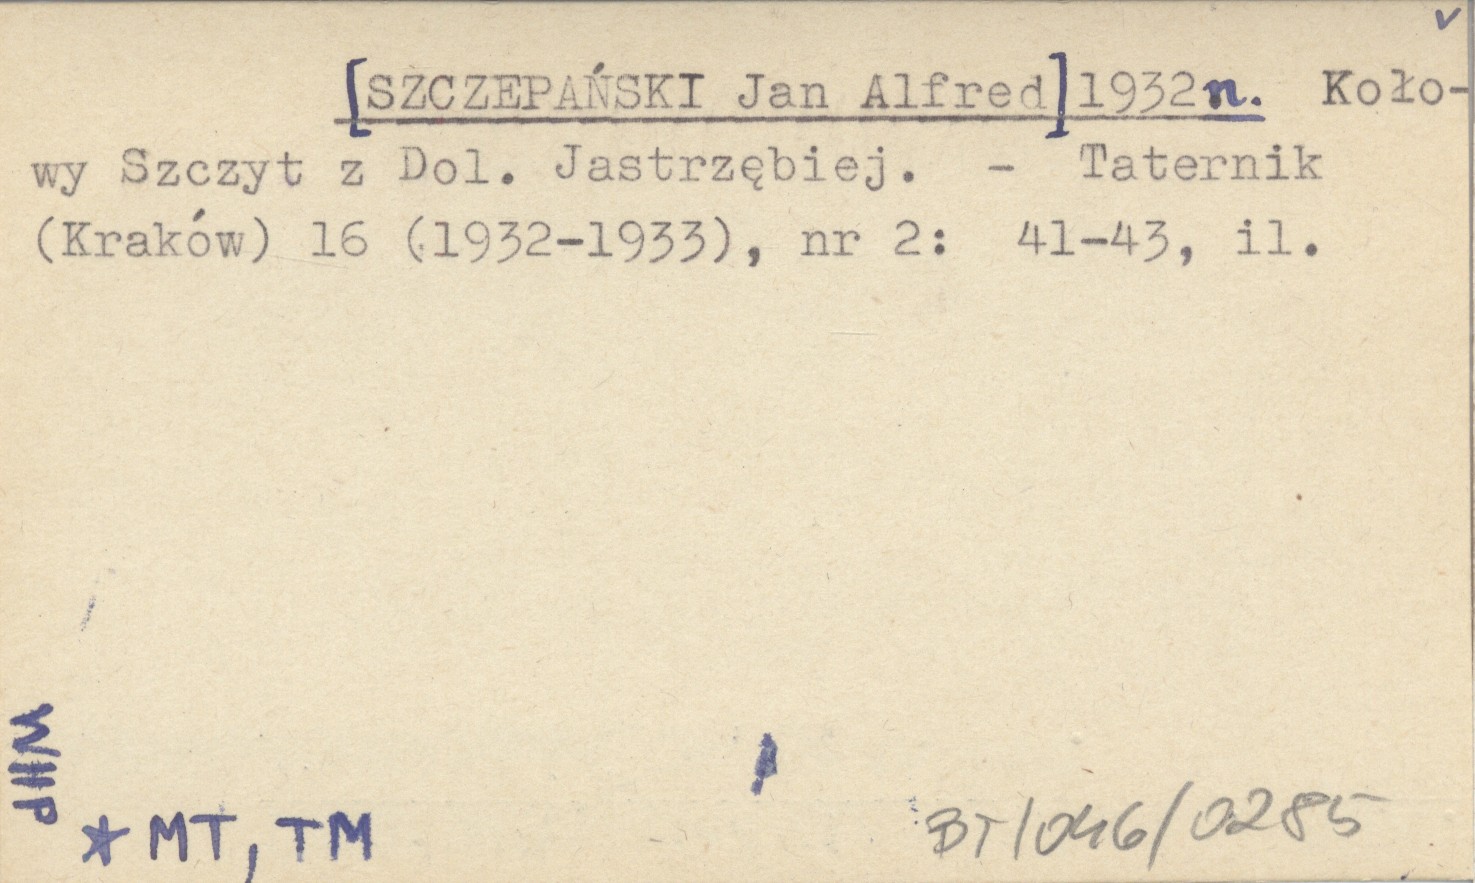 v
[SZCZEPAŃSKI Jan Alfred] 1932n. Koło-
wy Szczyt z Dol. Jastrzębiej. - Taternik
(Kraków) 16 (1932-1933), nr 2: 41-43, il.
WHP
* MT, TM
BT/046/0285